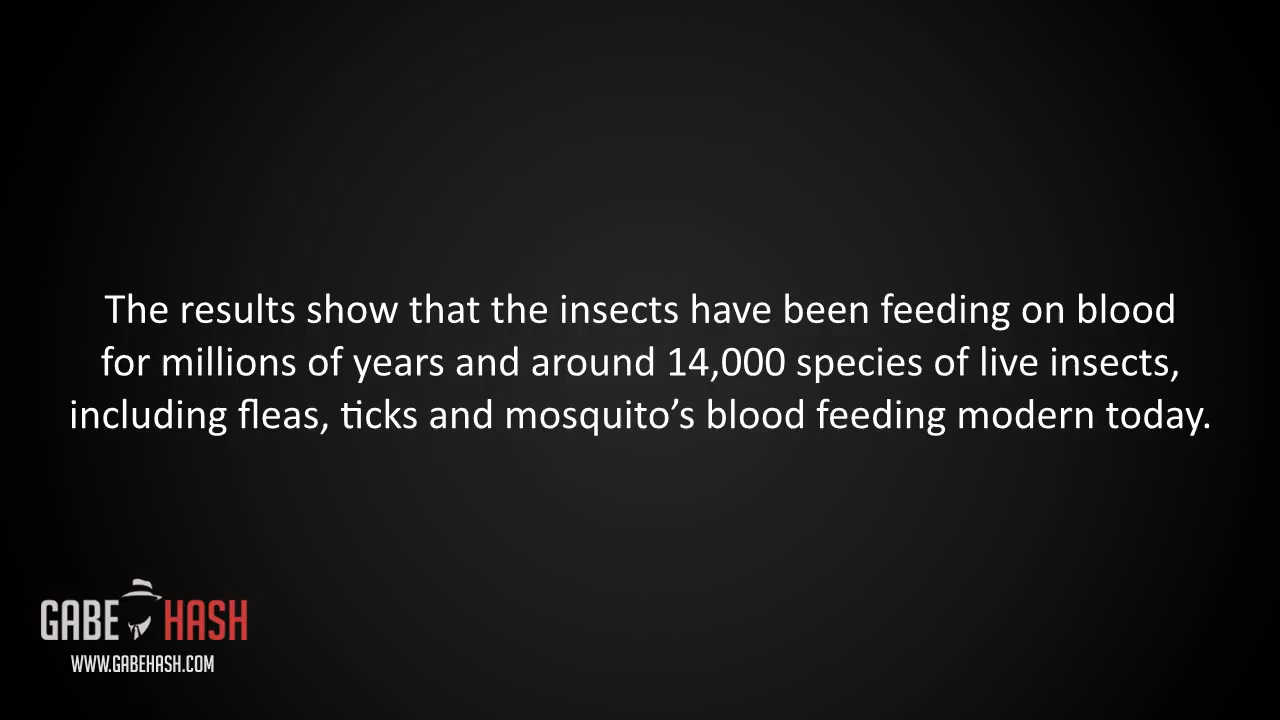 The results show that the insects have been feeding on blood
for millions of years and around 14,000 species of live insects,
including fleas, ticks and mosquito’s blood feeding modern today.
GABE HASH
WWW.GABEHASH.COM